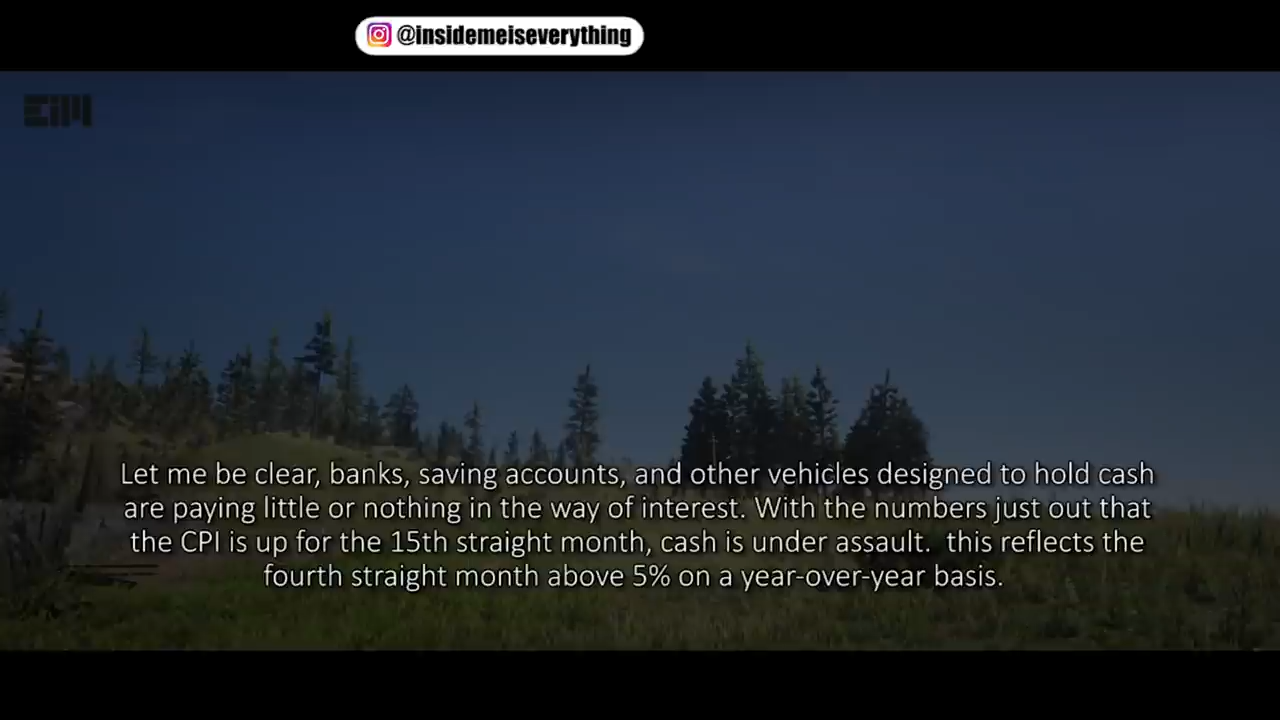 @insidemeiseverything
EIM
Let me be clear, banks, saving accounts, and other vehicles designed to hold cash
are paying little or nothing in the way of interest. With the numbers just out that
the CPI is up for the 15th straight month, cash is under assault.  this reflects the
fourth straight month above 5% on a year-over-year basis.